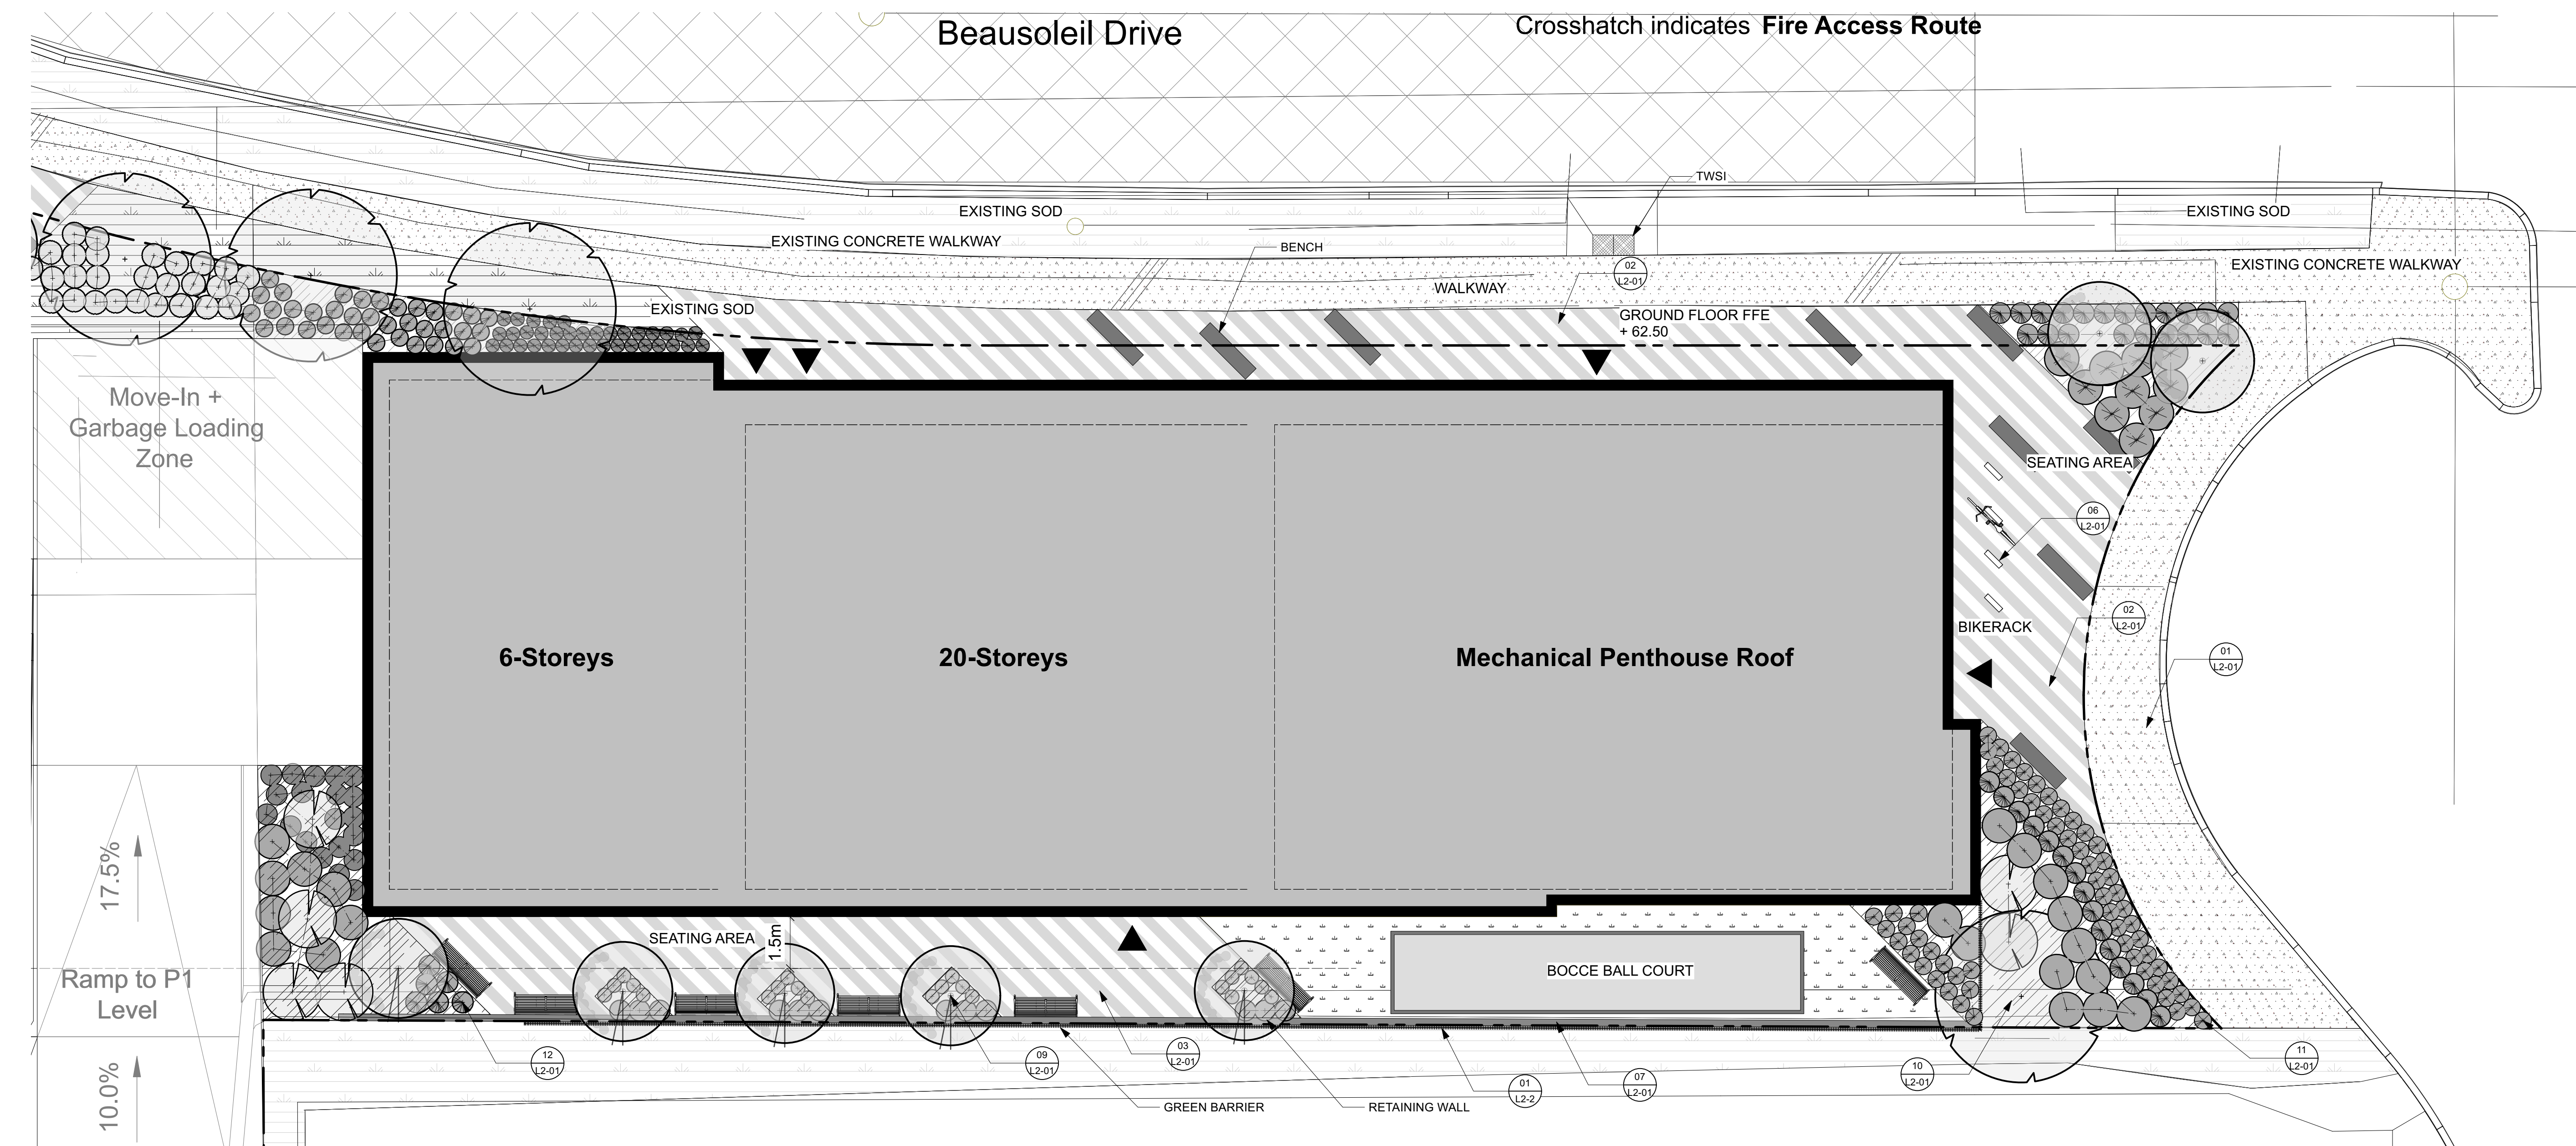 Beausoleil Drive
Crosshatch indicates Fire Access Route
TWSI
EXISTING SOD
EXISTING SOD
EXISTING CONCRETE WALKWAY
BENCH
02
L2-01
EXISTING CONCRETE WALKWAY
WALKWAY
EXISTING SOD
GROUND FLOOR FFE
+ 62.50
Move-In +
Garbage Loading
Zone
SEATING AREA
06
L2-01
BIKERACK
02
L2-01
01
L2-01
6-Storeys
20-Storeys
Mechanical Penthouse Roof
17.5%
SEATING AREA
1.5m
BOCCE BALL COURT
Ramp to P1
Level
10.0%
12
L2-01
09
L2-01
03
L2-01
01
L2-2
07
L2-01
10
L2-01
11
L2-01
GREEN BARRIER
RETAINING WALL